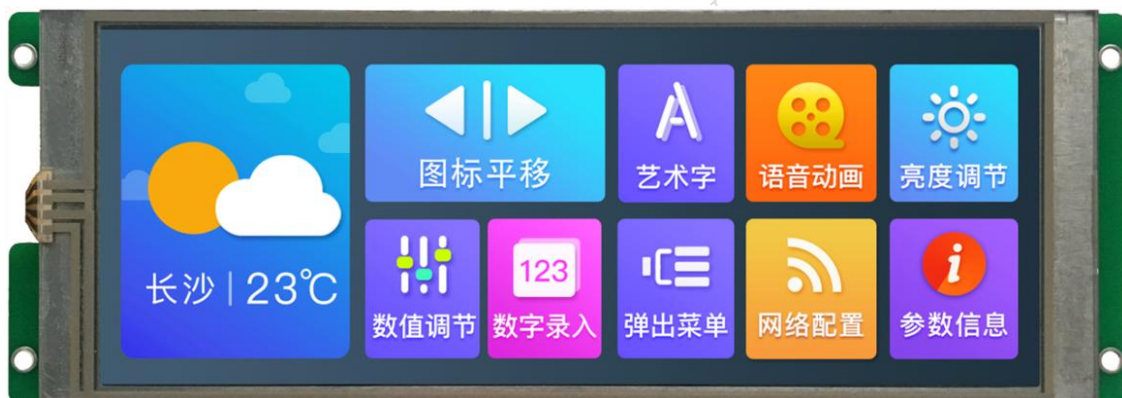 长沙 | 23℃
图标平移
艺术字
语音动画
亮度调节
数值调节
123
数字录入
弹出菜单
网络配置
i
参数信息